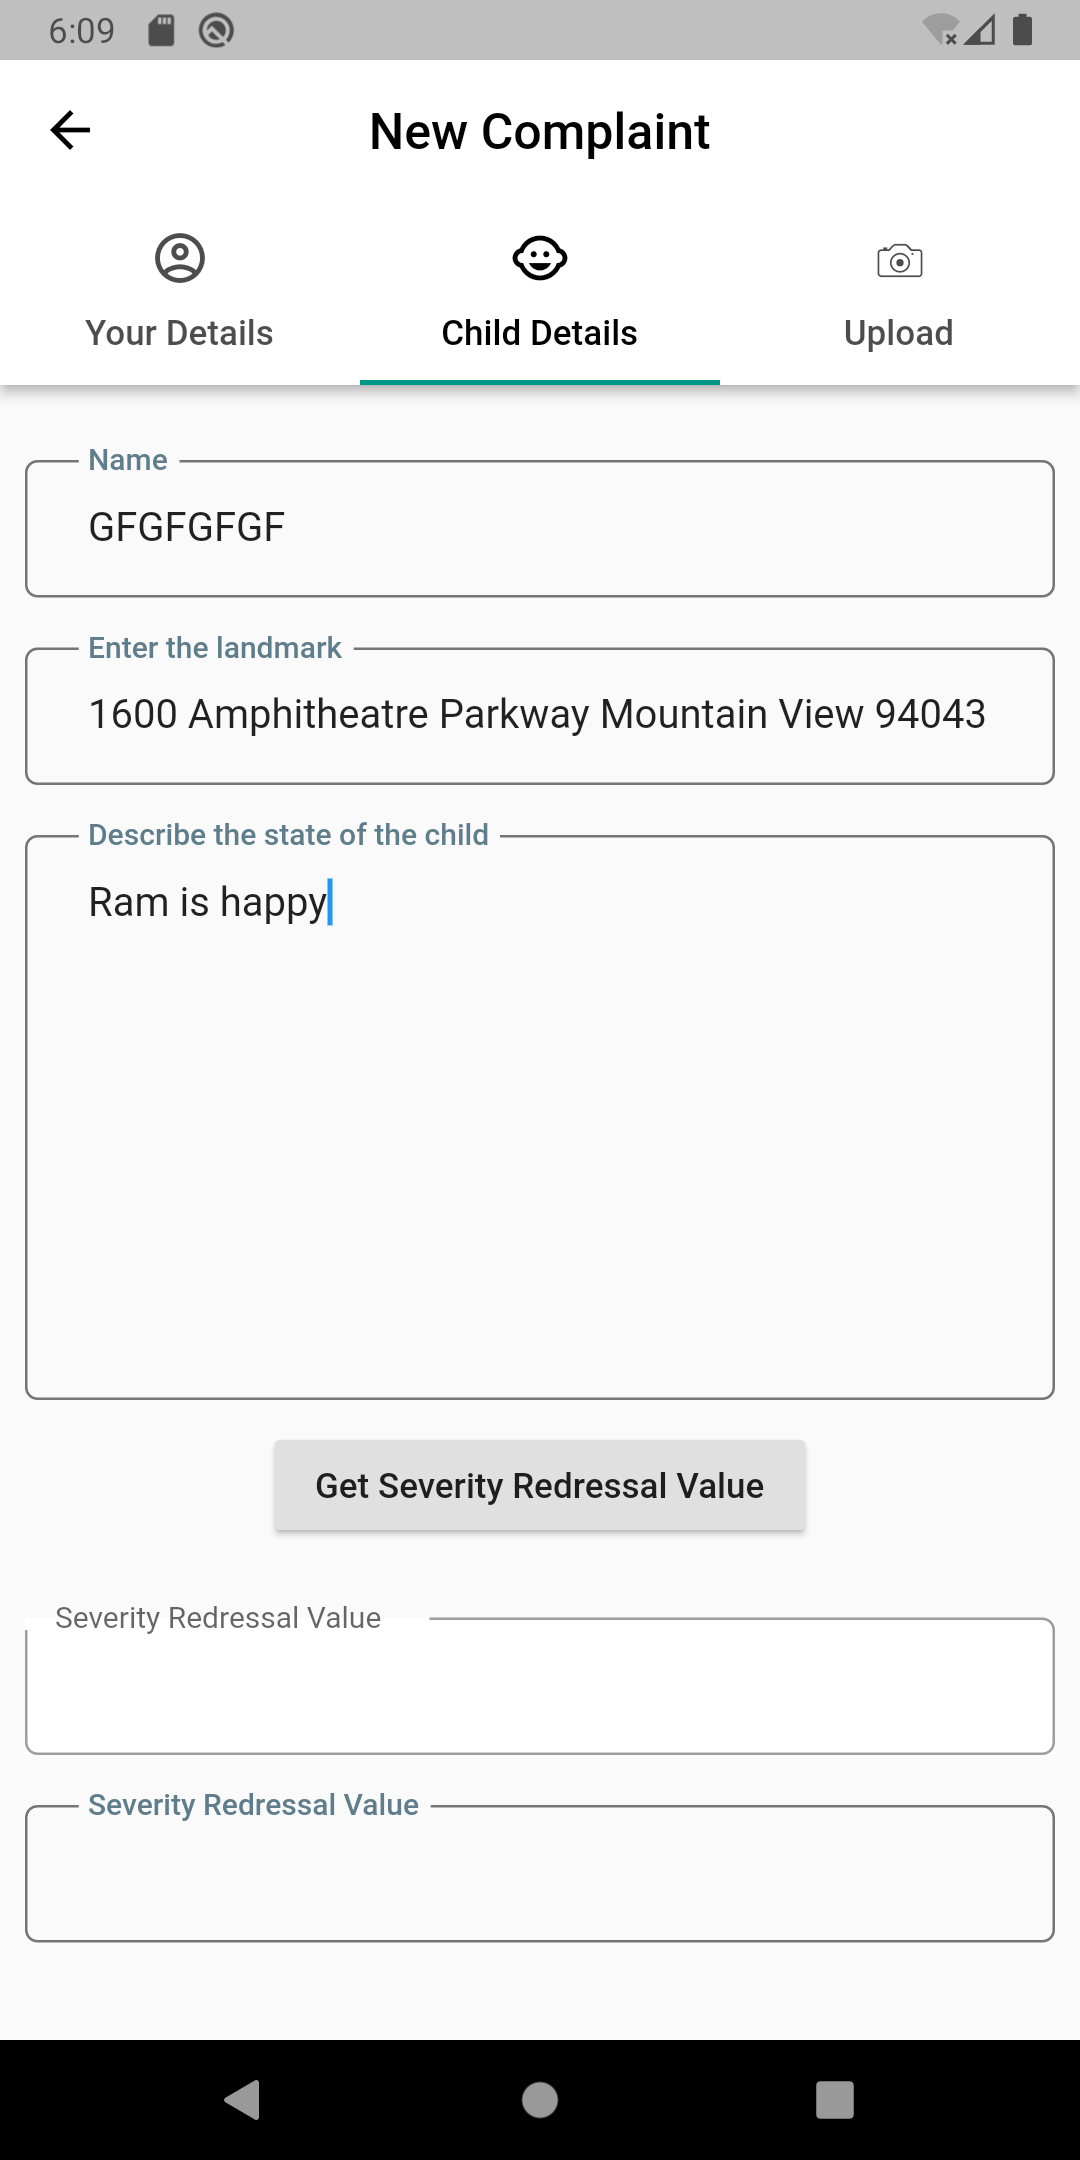 6:09
New Complaint
Your Details
Child Details
Upload
Name
GFGFGFGF
Enter the landmark
1600 Amphitheatre Parkway Mountain View 94043
Describe the state of the child
Ram is happy
Get Severity Redressal Value
Severity Redressal Value
Severity Redressal Value